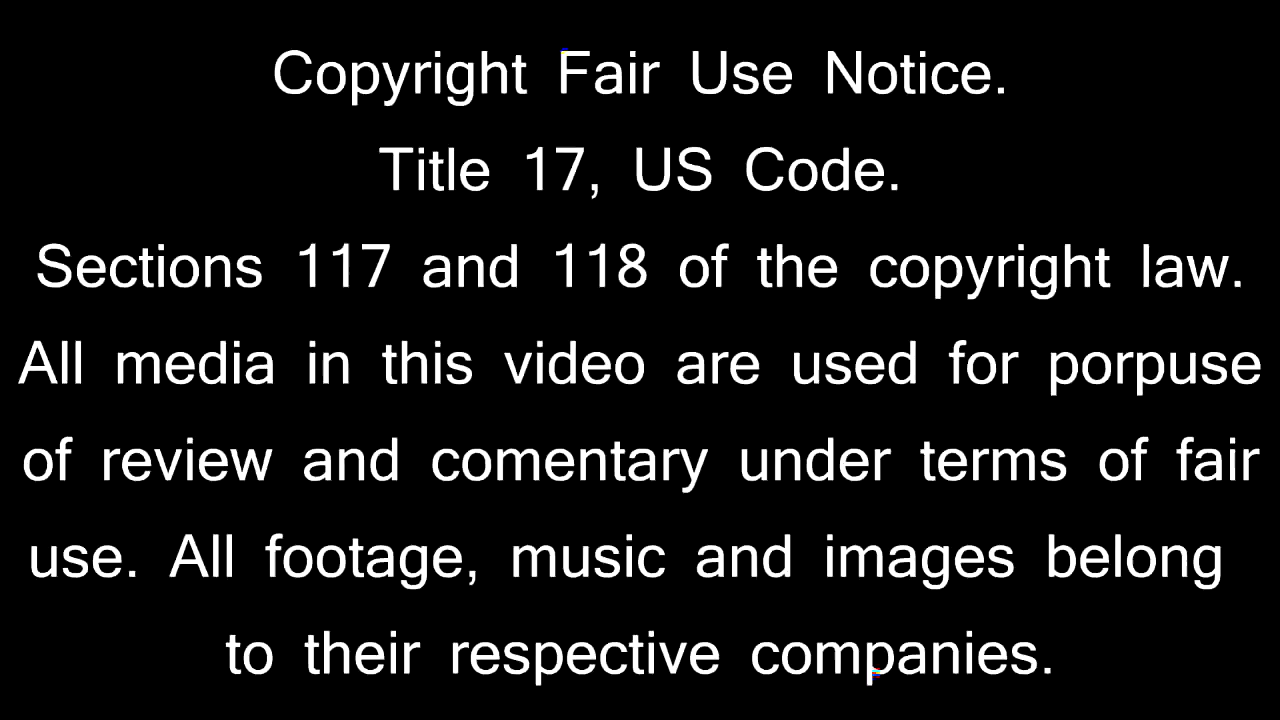 Copyright Fair Use Notice.
Title 17, US Code.
Sections 117 and 118 of the copyright law.
All media in this video are used for porpuse
of review and comentary under terms of fair
use. All footage, music and images belong
to their respective companies.